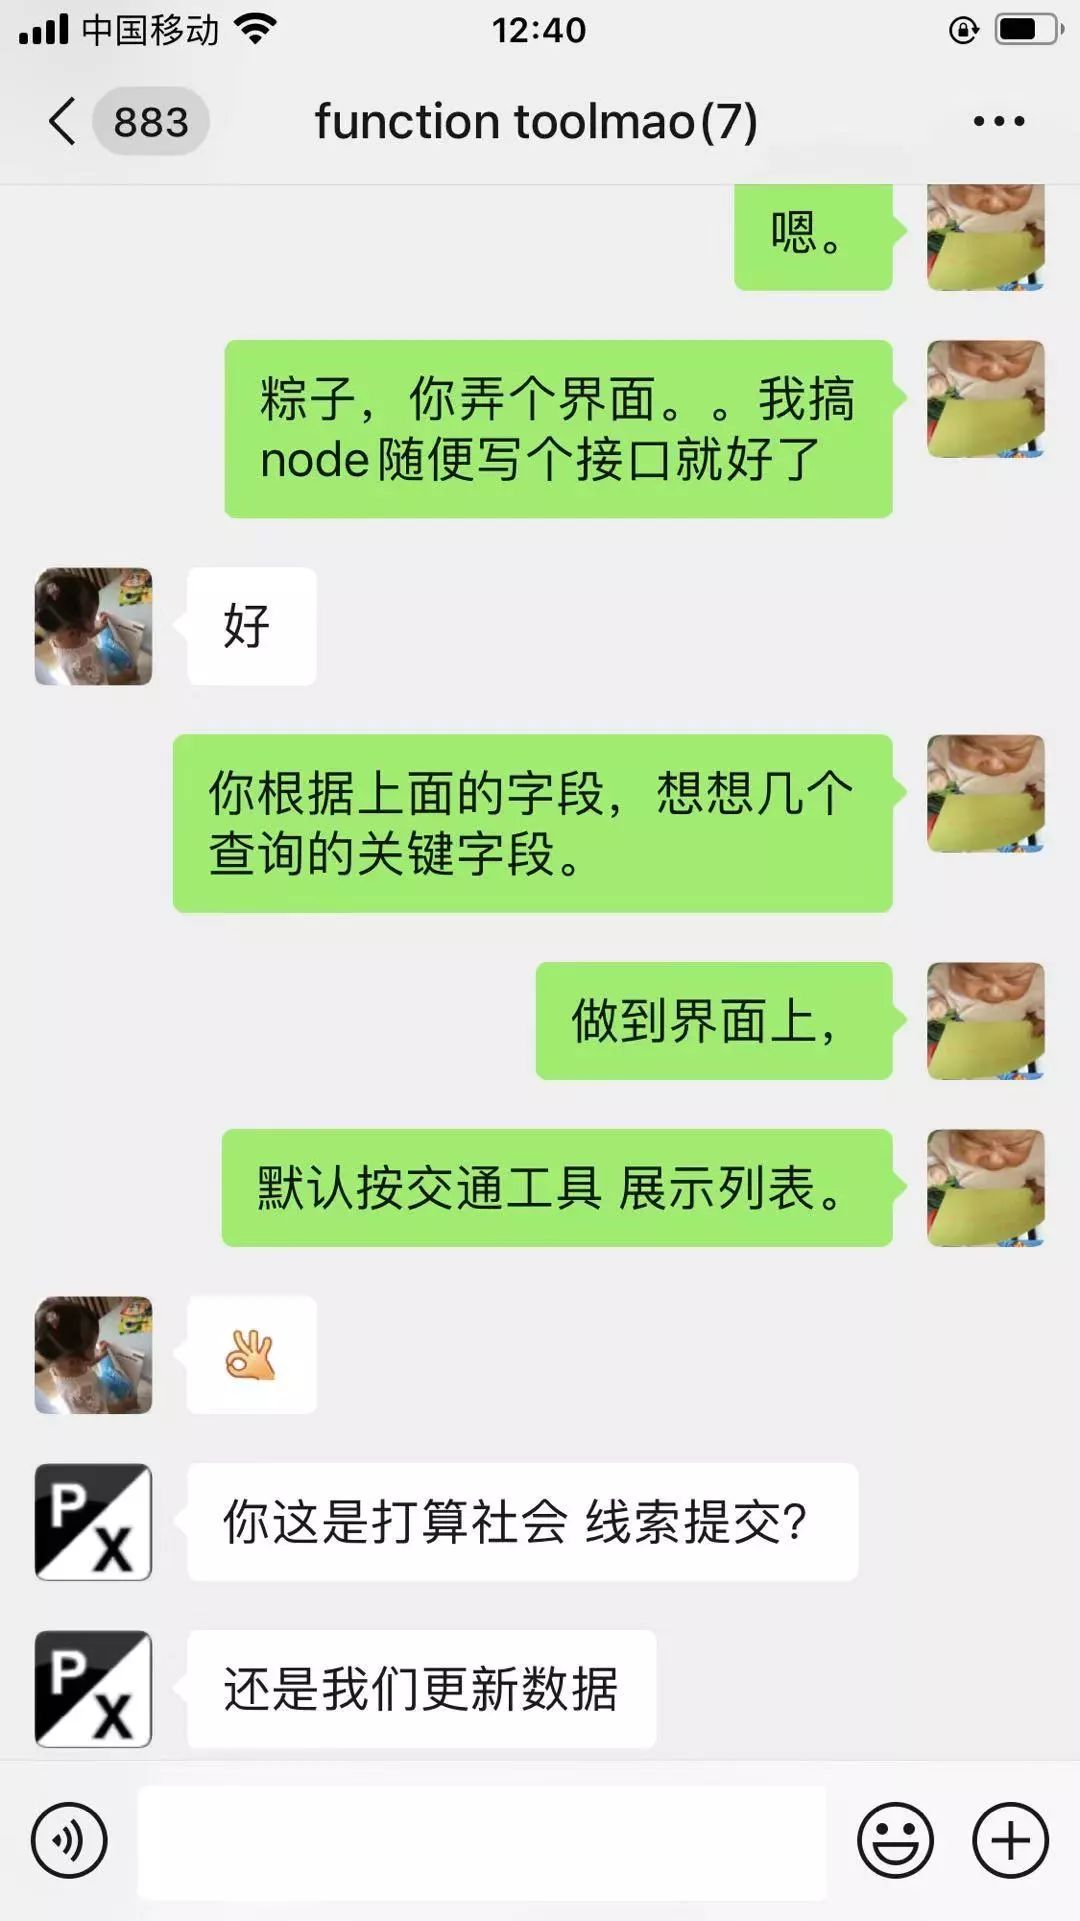 中国移动
12:40
883
function toolmao(7)
嗯。
粽子，你弄个界面。。我搞
node随便写个接口就好了
好
你根据上面的字段，想想几个
查询的关键字段。
做到界面上，
默认按交通工具 展示列表。
👌
P
X
你这是打算社会 线索提交？
P
X
还是我们更新数据